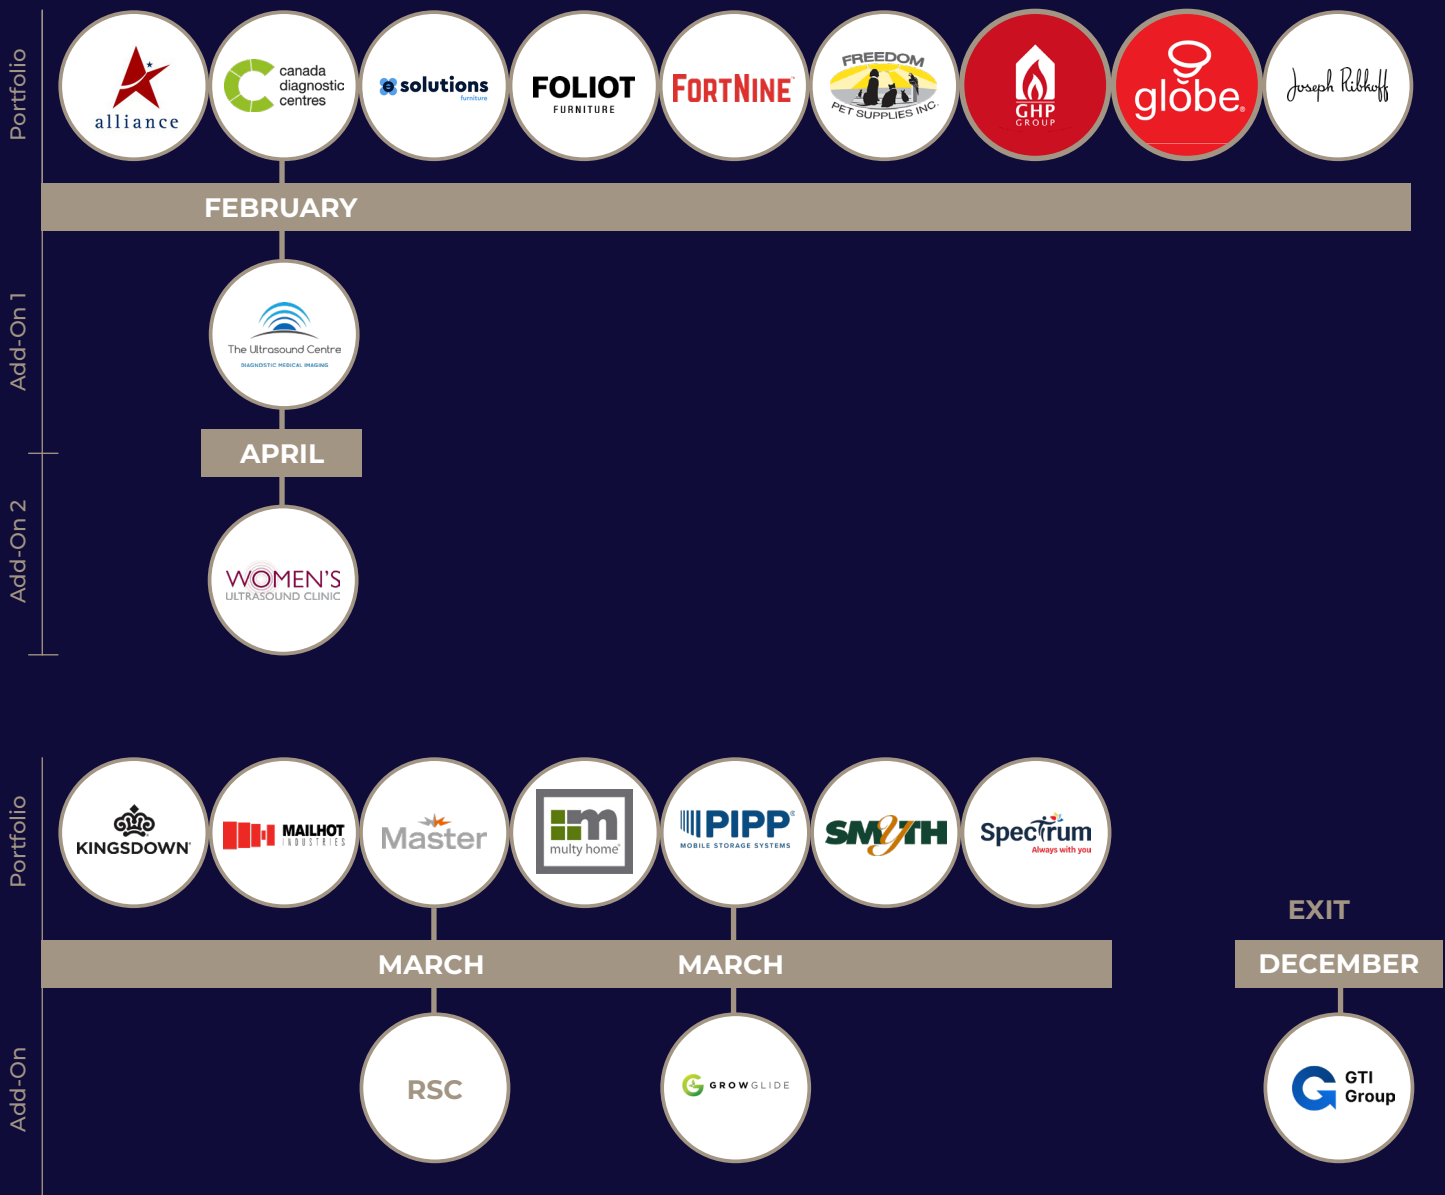 Portfolio
alliance
canada
diagnostic
centres
e solutions
furniture
FOLIOT
FURNITURE
FORTNINE
FREEDOM
PET SUPPLIES INC.
GHP
GROUP
globe
Joseph Ribkoff
FEBRUARY
Add-On 1
The Ultrasound Centre
DIAGNOSTIC MEDICAL IMAGING
APRIL
Add-On 2
WOMEN'S
ULTRASOUND CLINIC
Portfolio
KINGSDOWN
MAILHOT
INDUSTRIES
Master
m
multy home
PIPP
MOBILE STORAGE SYSTEMS
SMYTH
Spectrum
Always with you
EXIT
MARCH
MARCH
DECEMBER
Add-On
RSC
GROWGLIDE
GTI
Group